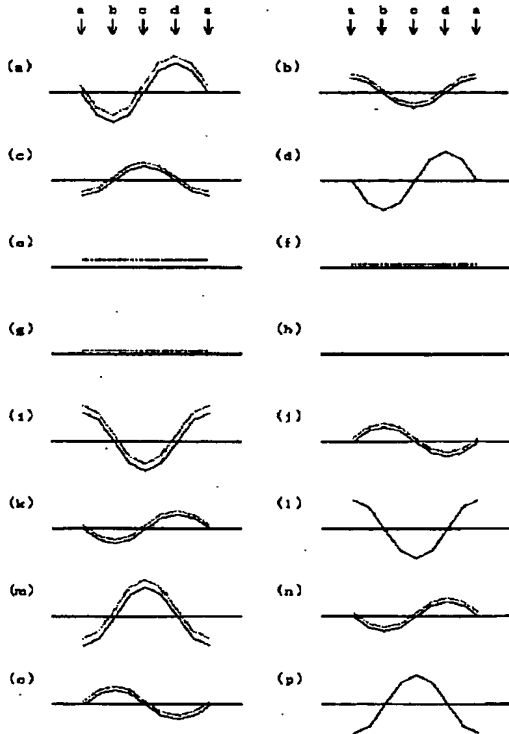 a b c d a a b c d a
(a) (b)
(c) (d)
(e) (f)
(g) (h)
(i) (j)
(k) (l)
(m) (n)
(o) (p)